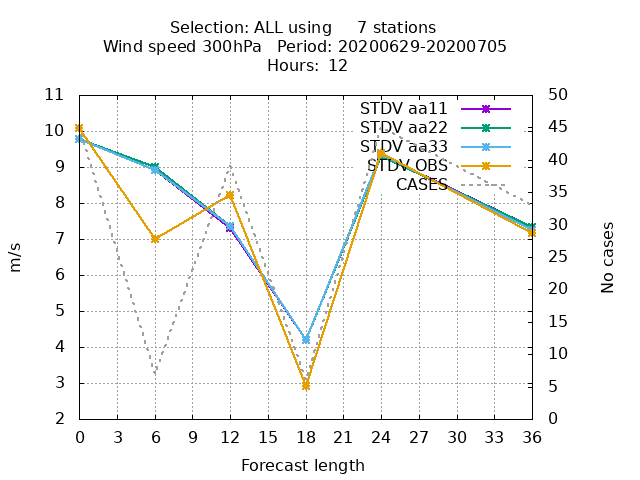 Selection: ALL using     7 stations
Wind speed 300hPa   Period: 20200629-20200705
Hours:  12
STDV aa11
STDV aa22
STDV aa33
STDV OBS
CASES
11
10
9
8
7
6
5
4
3
2
m/s
50
45
40
35
30
25
20
15
10
5
0
No cases
0 3 6 9 12 15 18 21 24 27 30 33 36
Forecast length